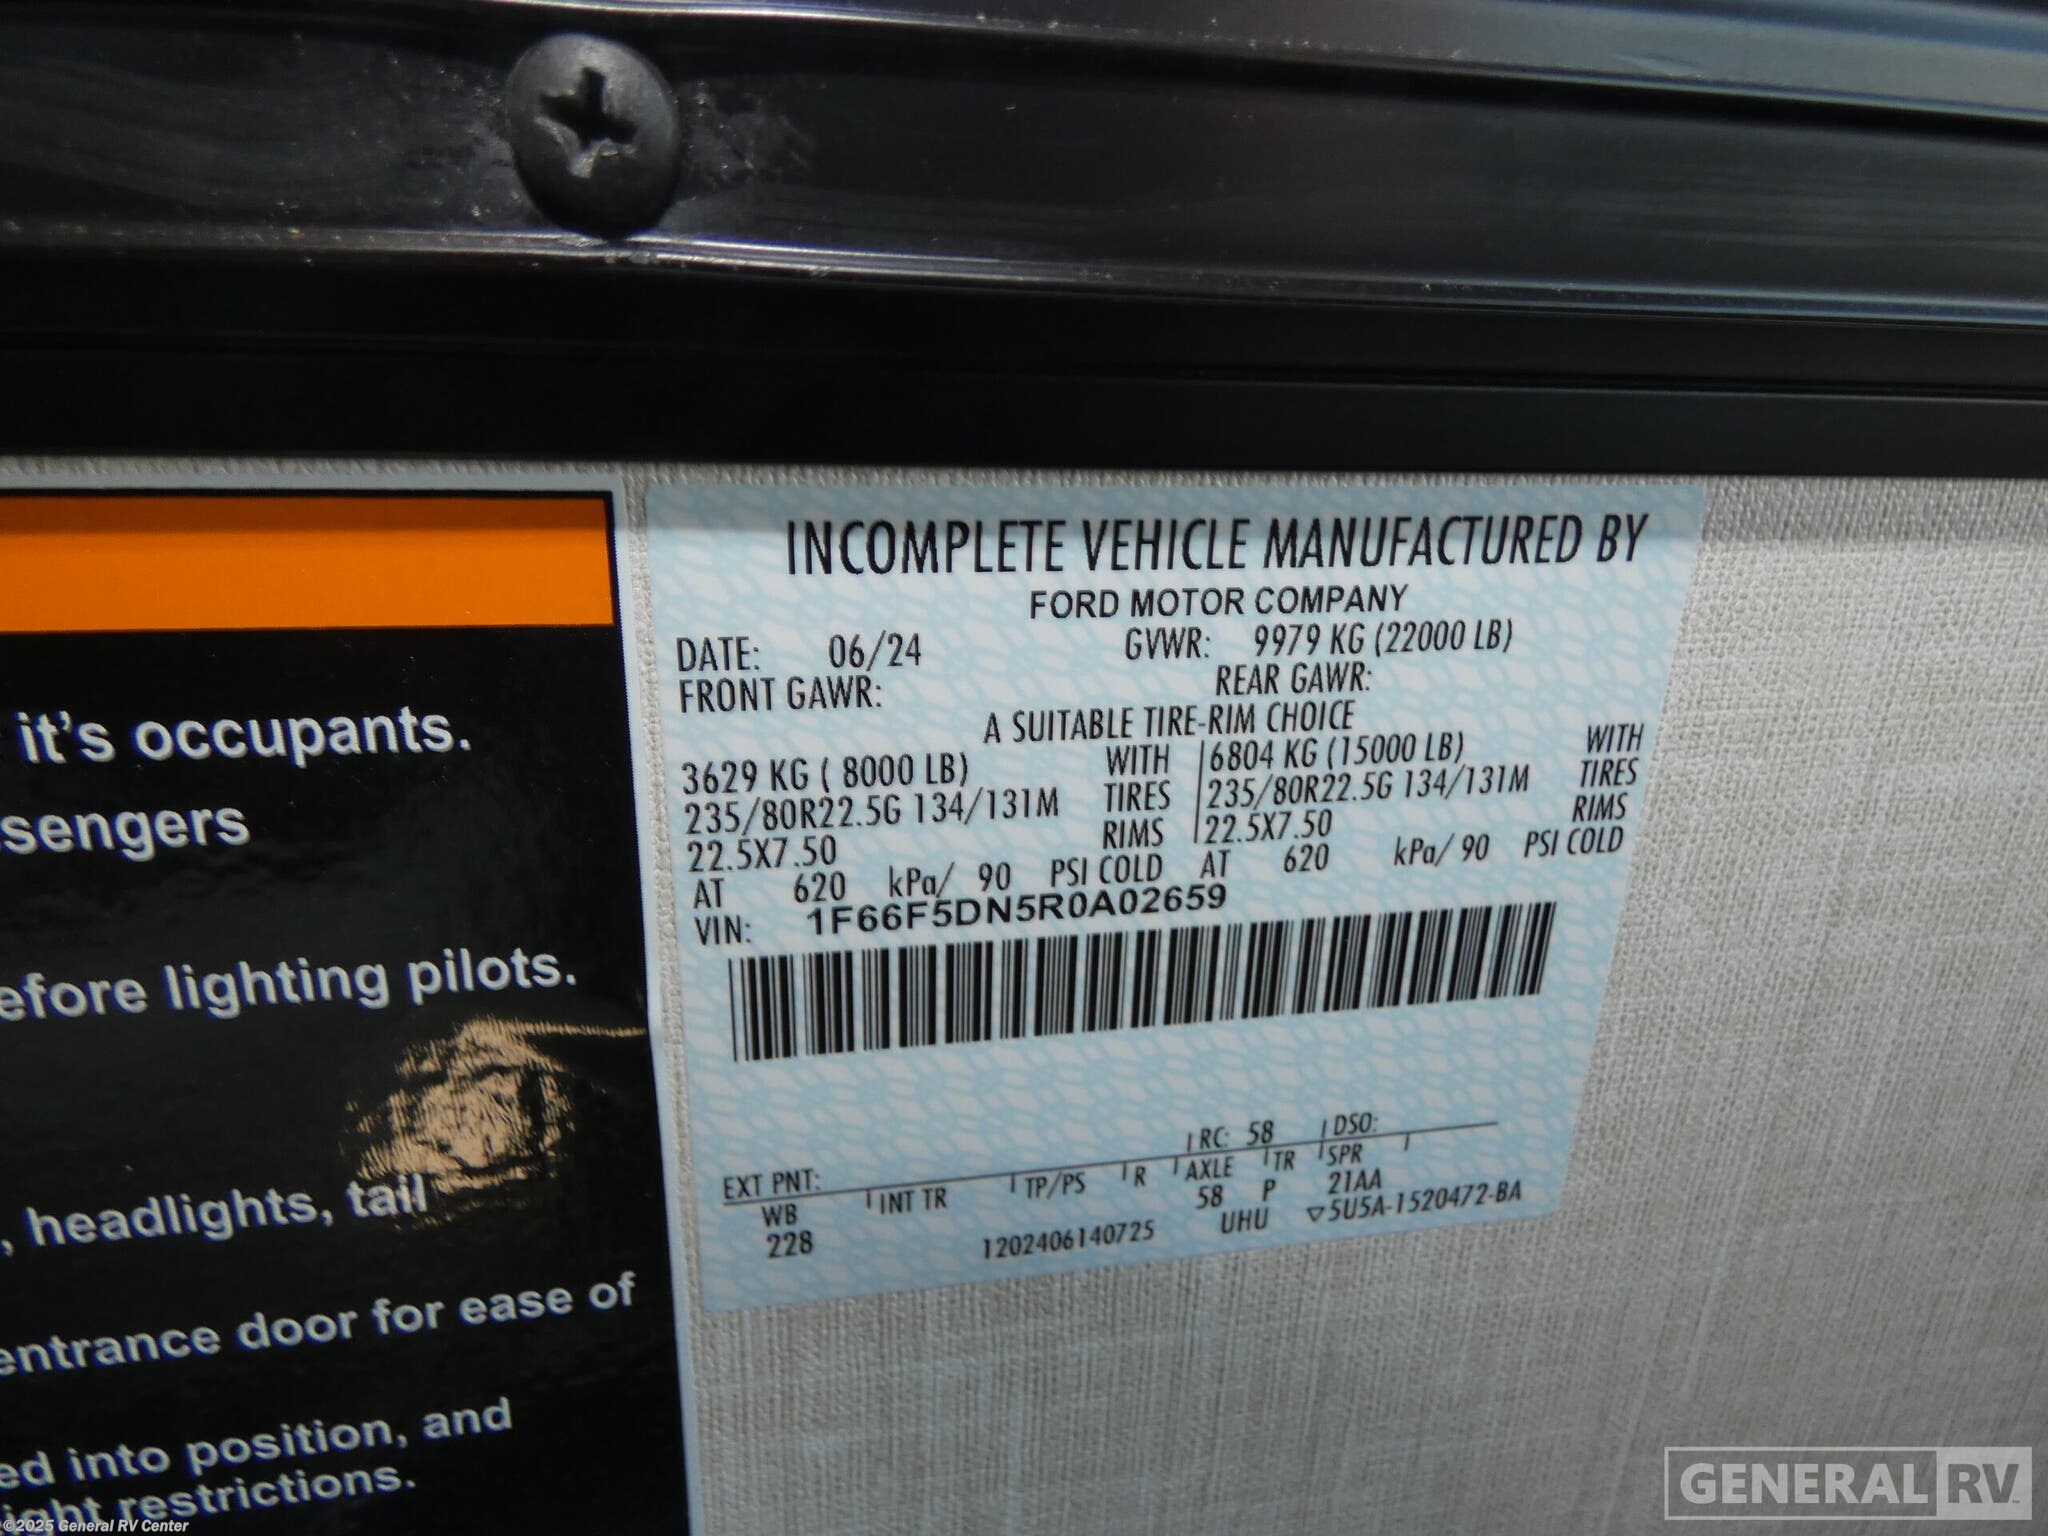 it's occupants.
efore lighting pilots.
, headlights, tail
entrance door for ease of
ed into position, and
restrictions.
INCOMPLETE VEHICLE MANUFACTURED BY
FORD MOTOR COMPANY
DATE: 06/24 GVWR: 9979 KG (22000 LB)
FRONT GAWR: REAR GAWR:
A SUITABLE TIRE-RIM CHOICE
3629 KG ( 8000 LB) WITH 6804 KG (15000 LB) WITH
235/80R22.5G 134/131M TIRES 235/80R22.5G 134/131M TIRES
22.5X7.50 RIMS 22.5X7.50 RIMS
AT 620 kPa/ 90 PSI COLD AT 620 kPa/ 90 PSI COLD
VIN: 1F66F5DN5R0A02659
RC: 58 DSO:
EXT PNT:
WB INT TR TP/PS R AXLE TR SPR
228 58 P 21AA
1202406140725 UHU ▽5U5A-1520472-BA
GENERAL RV
©2025 General RV Center